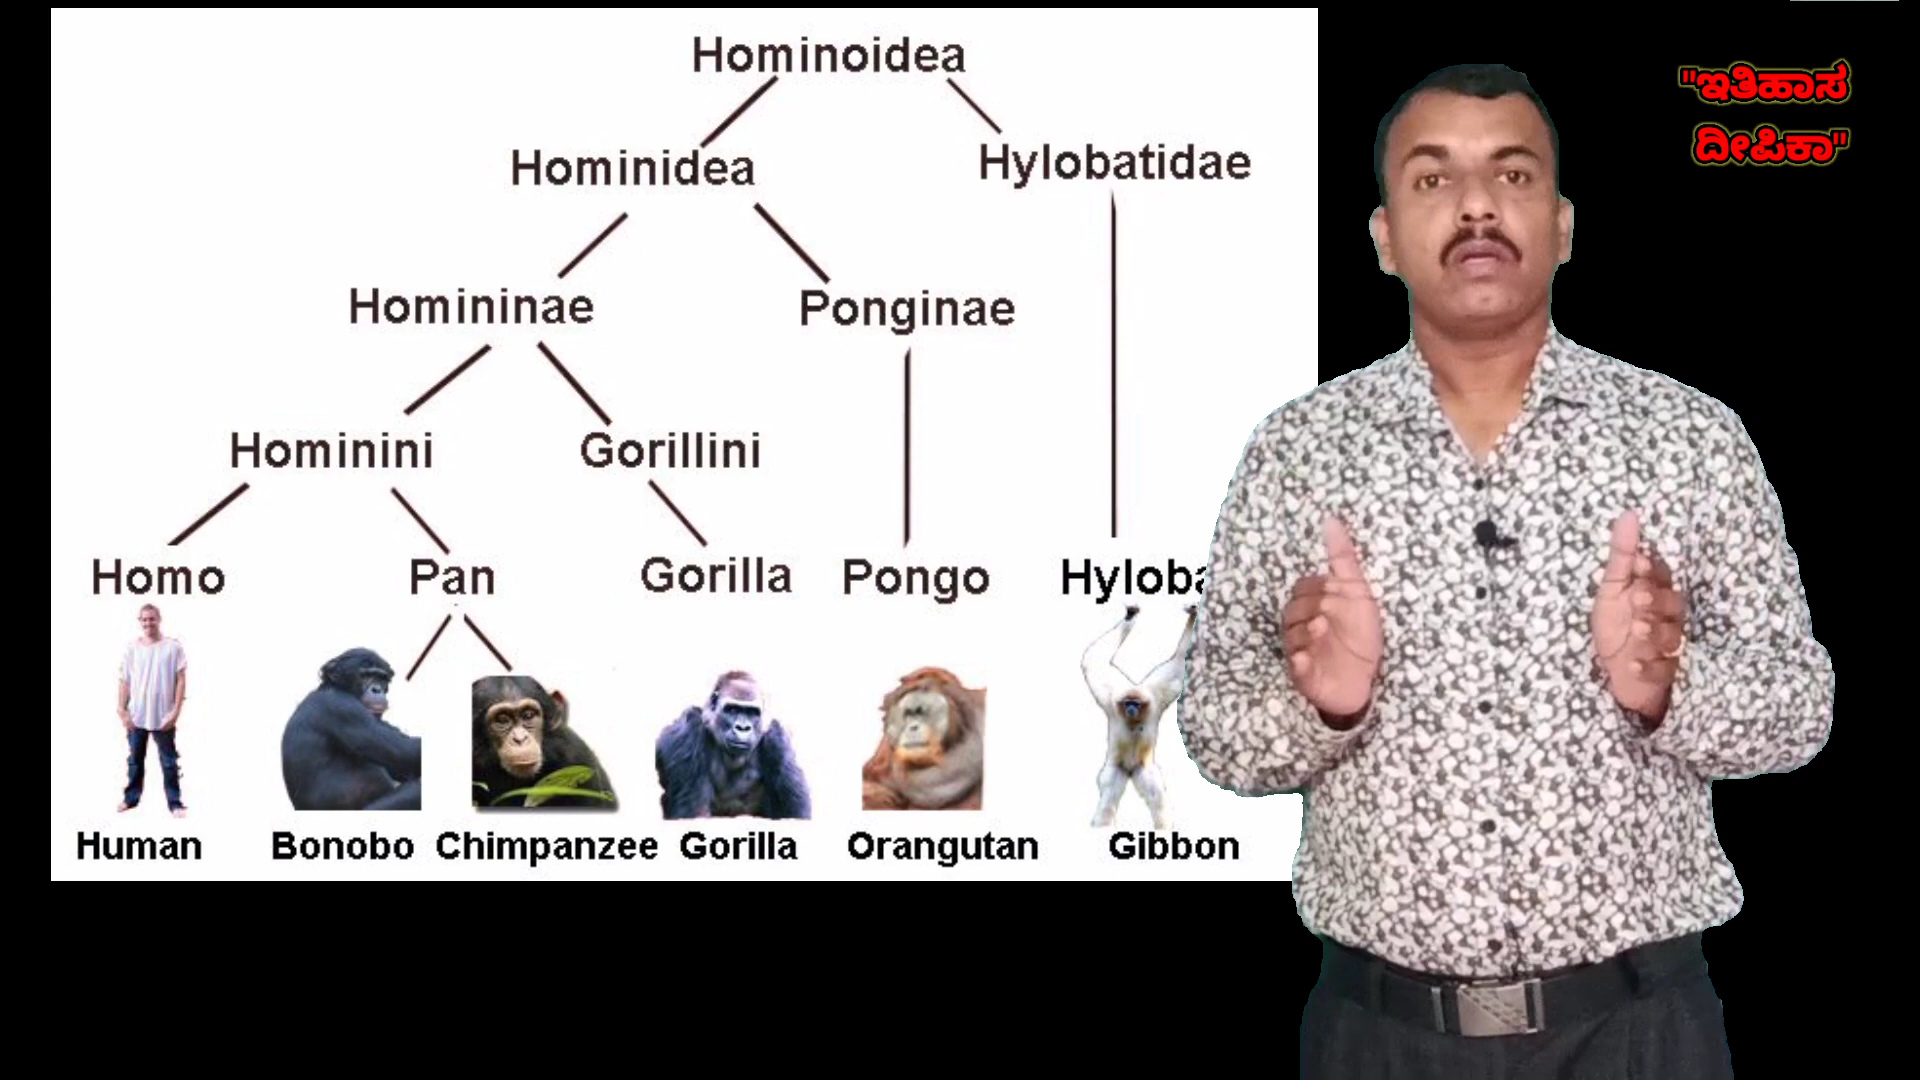 Hominoidea
Hominidea
Hylobatidae
Homininae
Ponginae
Hominini
Gorillini
Homo
Pan
Gorilla
Pongo
Human
Bonobo
Chimpanzee
Gorilla
Orangutan
Gibbon
"ಇತಿಹಾಸ
ದೀಪಿಕಾ"